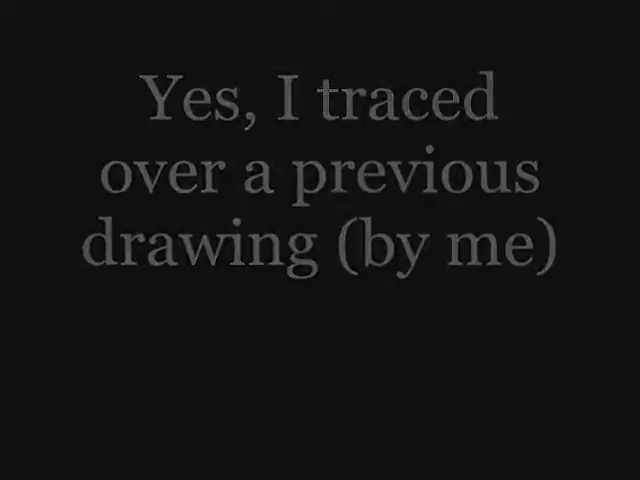 Yes, I traced
over a previous
drawing (by me)